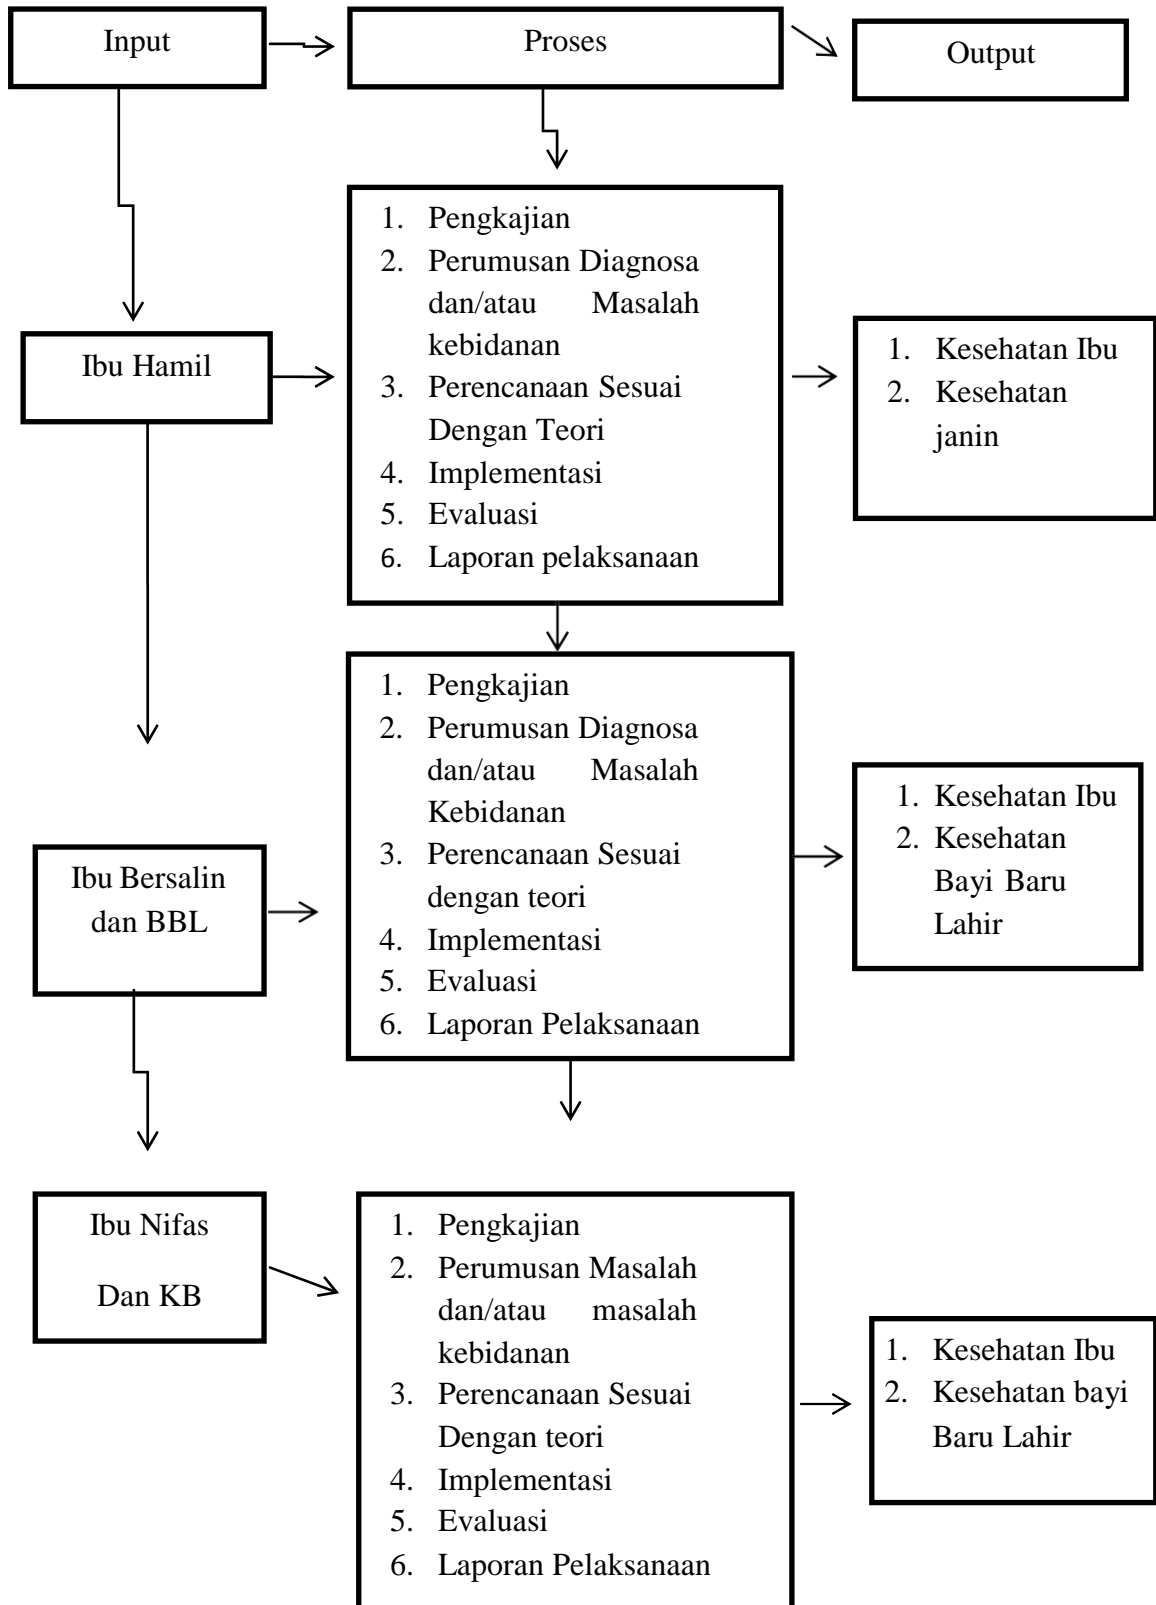 Input
Proses
Output
1. Pengkajian
2. Perumusan Diagnosa
dan/atau Masalah
kebidanan
3. Perencanaan Sesuai
Dengan Teori
4. Implementasi
5. Evaluasi
6. Laporan pelaksanaan
Ibu Hamil
1. Kesehatan Ibu
2. Kesehatan
janin
1. Pengkajian
2. Perumusan Diagnosa
dan/atau Masalah
Kebidanan
3. Perencanaan Sesuai
dengan teori
4. Implementasi
5. Evaluasi
6. Laporan Pelaksanaan
Ibu Bersalin
dan BBL
1. Kesehatan Ibu
2. Kesehatan
Bayi Baru
Lahir
Ibu Nifas
Dan KB
1. Pengkajian
2. Perumusan Masalah
dan/atau masalah
kebidanan
3. Perencanaan Sesuai
Dengan teori
4. Implementasi
5. Evaluasi
6. Laporan Pelaksanaan
1. Kesehatan Ibu
2. Kesehatan bayi
Baru Lahir